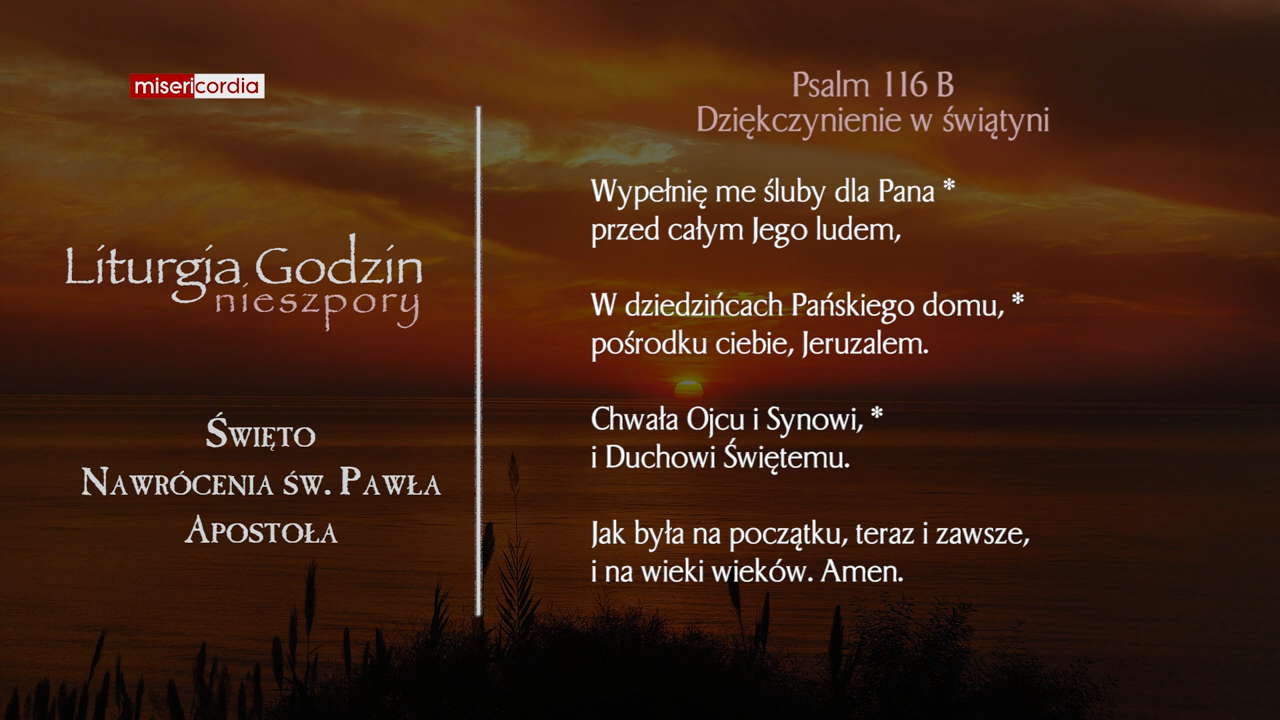 misericordia
Liturgia Godzin
nieszpory
Święto
Nawrócenia św. Pawła
Apostoła
Psalm 116 B
Dziękczynienie w świątyni
Wypełnię me śluby dla Pana *
przed całym Jego ludem,
W dziedzińcach Pańskiego domu, *
pośrodku ciebie, Jeruzalem.
Chwała Ojcu i Synowi, *
i Duchowi Świętemu.
Jak była na początku, teraz i zawsze,
i na wieki wieków. Amen.